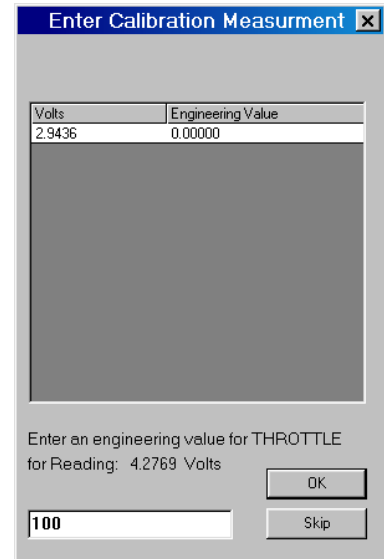 Enter Calibration Measurment
Volts Engineering Value
2.9436 0.00000
Enter an engineering value for THROTTLE
for Reading: 4.2769 Volts
OK
100
Skip